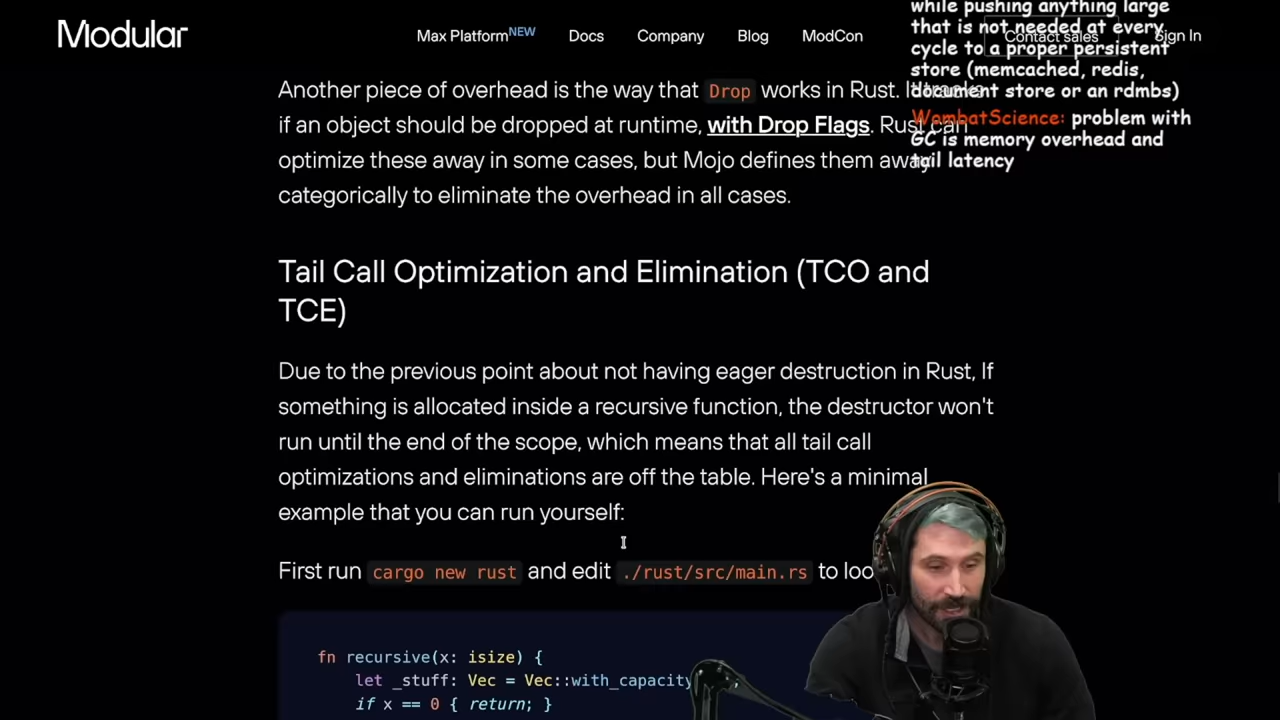 Modular
Max Platform NEW
Docs
Company
Blog
ModCon
Contact sales
Sign In
while pushing anything large
that is not needed at every
cycle to a proper persistent
store (memcached, redis,
document store or an rdmbs)
WombatScience: problem with
GC is memory overhead and
tail latency
Another piece of overhead is the way that Drop works in Rust.
if an object should be dropped at runtime, with Drop Flags. Rust can
optimize these away in some cases, but Mojo defines them away
categorically to eliminate the overhead in all cases.
Tail Call Optimization and Elimination (TCO and
TCE)
Due to the previous point about not having eager destruction in Rust, If
something is allocated inside a recursive function, the destructor won't
run until the end of the scope, which means that all tail call
optimizations and eliminations are off the table. Here's a minimal
example that you can run yourself:
First run cargo new rust and edit ./rust/src/main.rs to loo
fn recursive(x: isize) {
let _stuff: Vec = Vec::with_capacity
if x == 0 { return; }